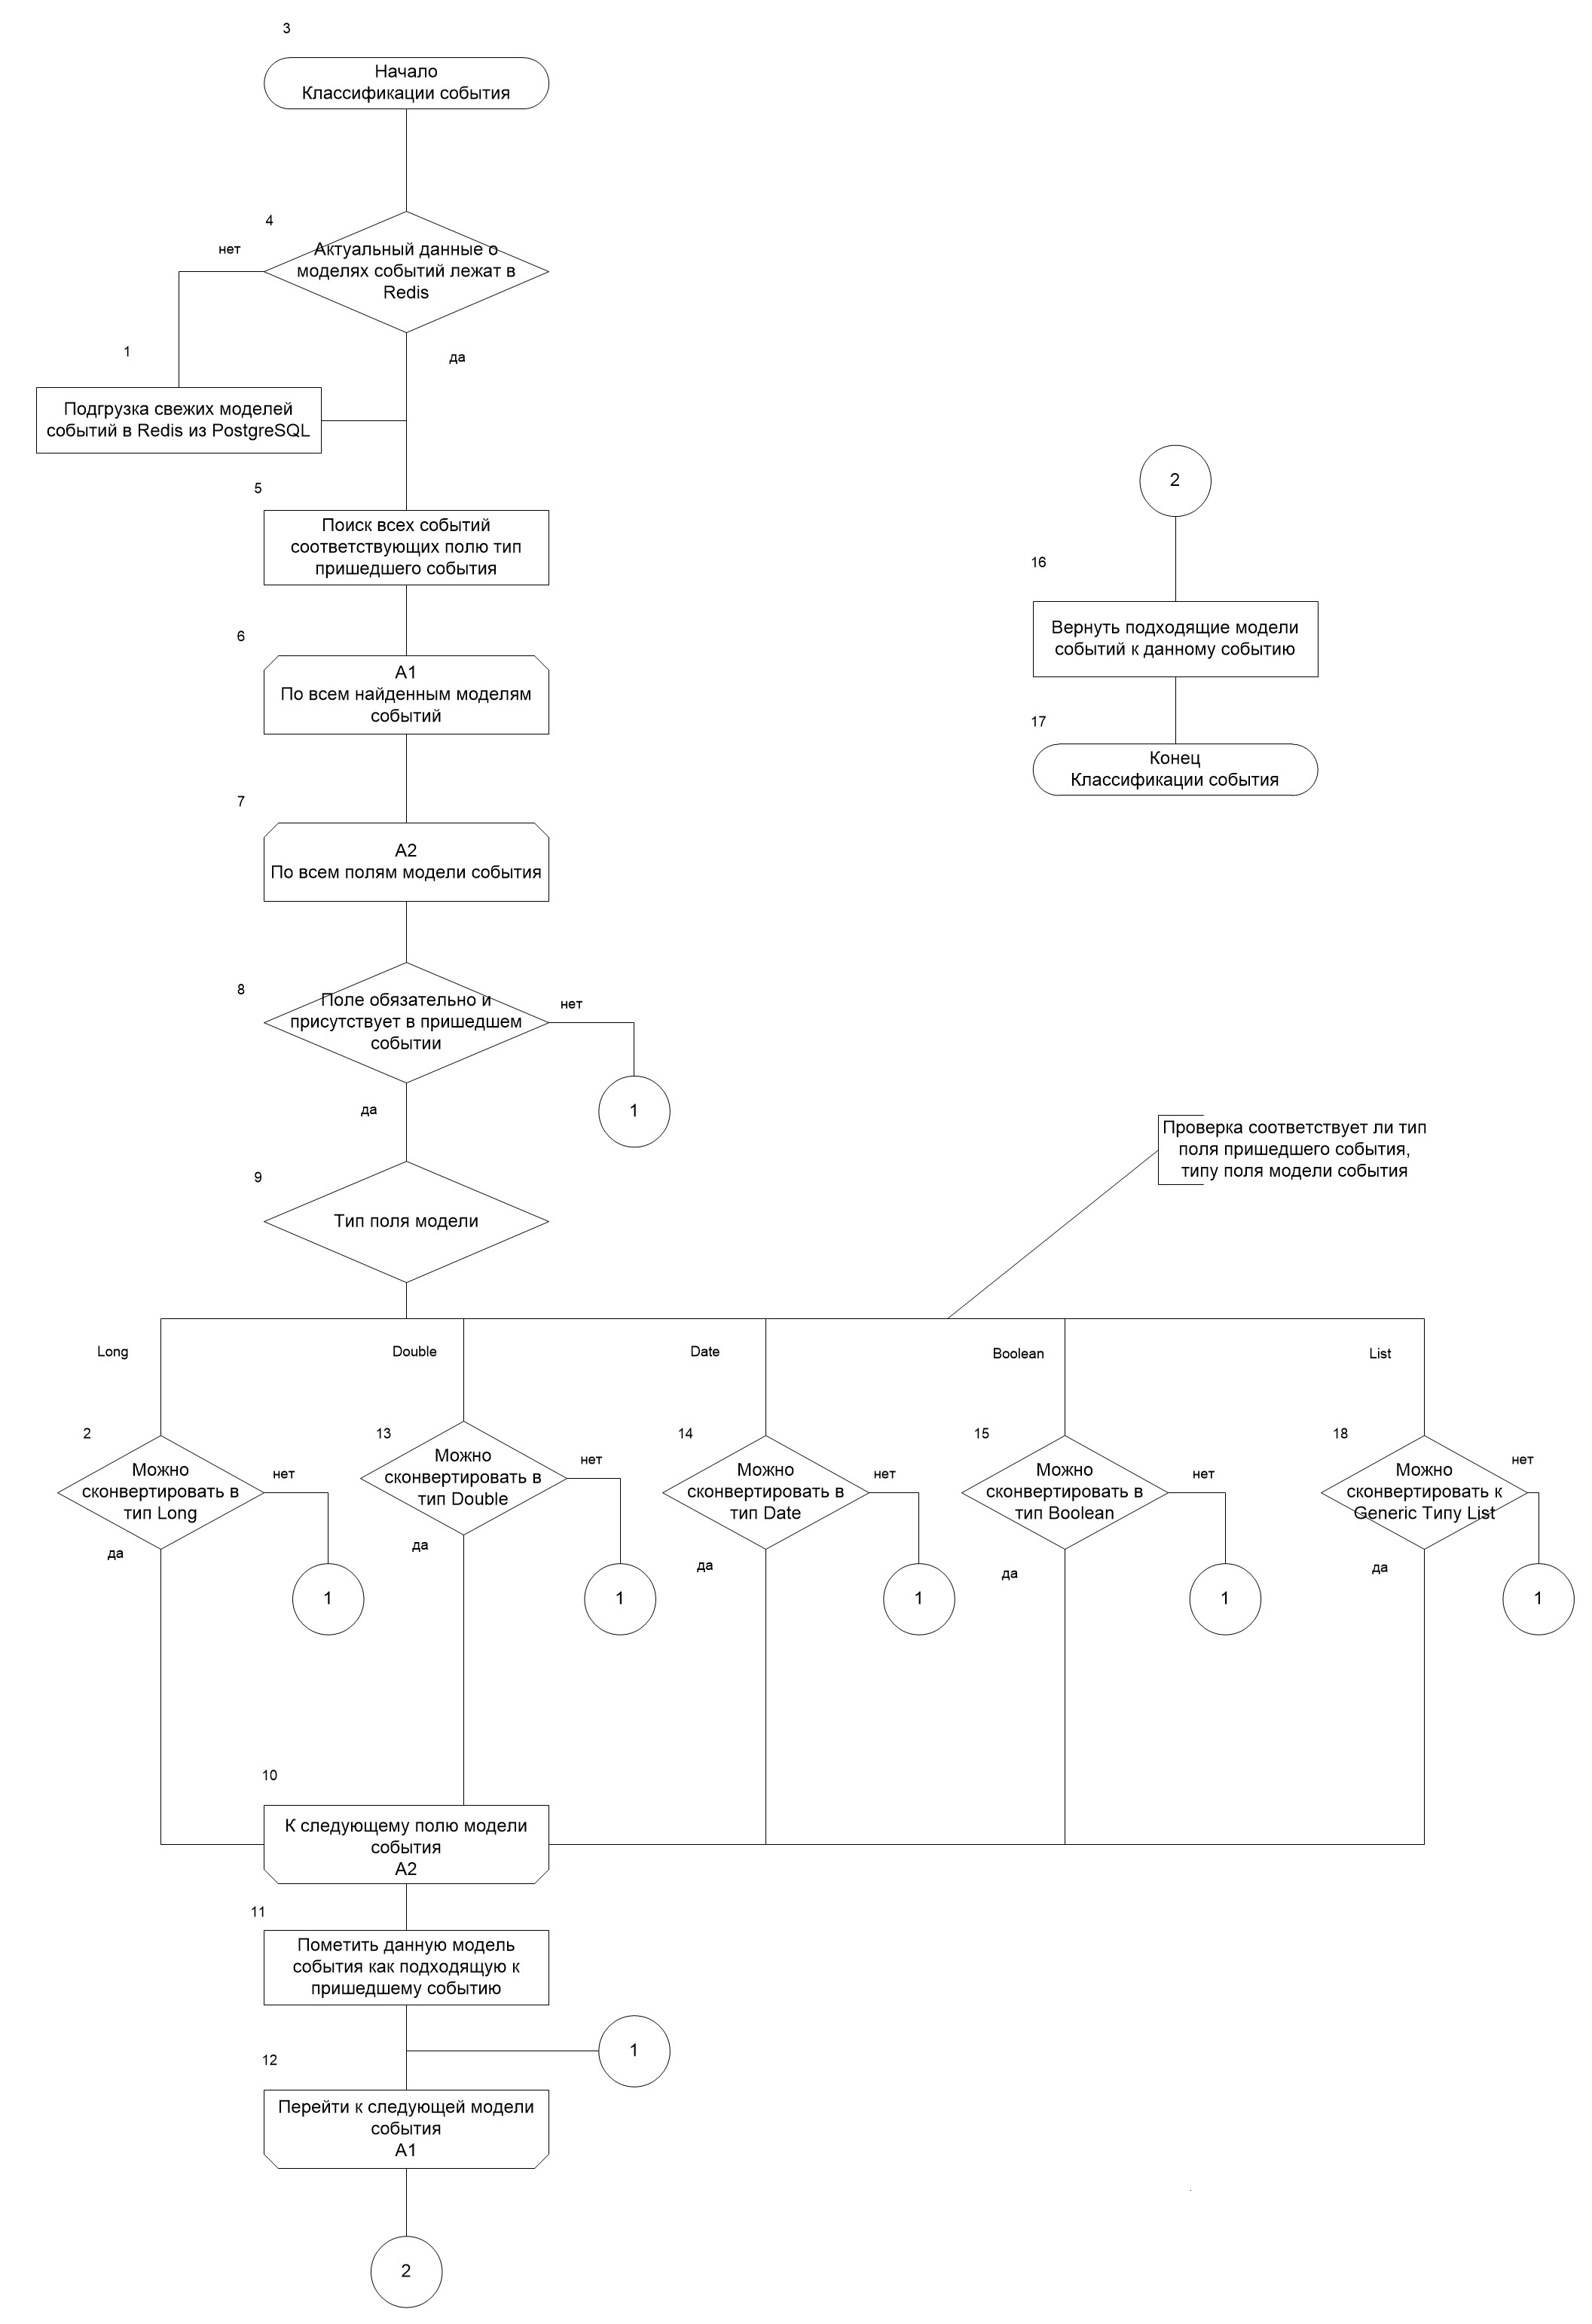 3
Начало
Классификации события
4
нет
Актуальный данные о
моделях событий лежат в
Redis
да
1
Подгрузка свежих моделей
событий в Redis из PostgreSQL
5
Поиск всех событий
соответствующих полю тип
пришедшего события
6
А1
По всем найденным моделям
событий
7
А2
По всем полям модели события
8
Поле обязательно и
присутствует в пришедшем
событии
нет
1
да
9
Тип поля модели
2
16
Вернуть подходящие модели
событий к данному событию
17
Конец
Классификации события
Проверка соответствует ли тип
поля пришедшего события,
типу поля модели события
Long
Double
Date
Boolean
List
2
Можно
сконвертировать в
тип Long
нет
да
1
13
Можно
сконвертировать в
тип Double
нет
да
1
14
Можно
сконвертировать в
тип Date
нет
да
1
15
Можно
сконвертировать в
тип Boolean
нет
да
1
18
Можно
сконвертировать к
Generic Типу List
нет
да
1
10
К следующему полю модели
события
А2
11
Пометить данную модель
события как подходящую к
пришедшему событию
1
12
Перейти к следующей модели
события
А1
2